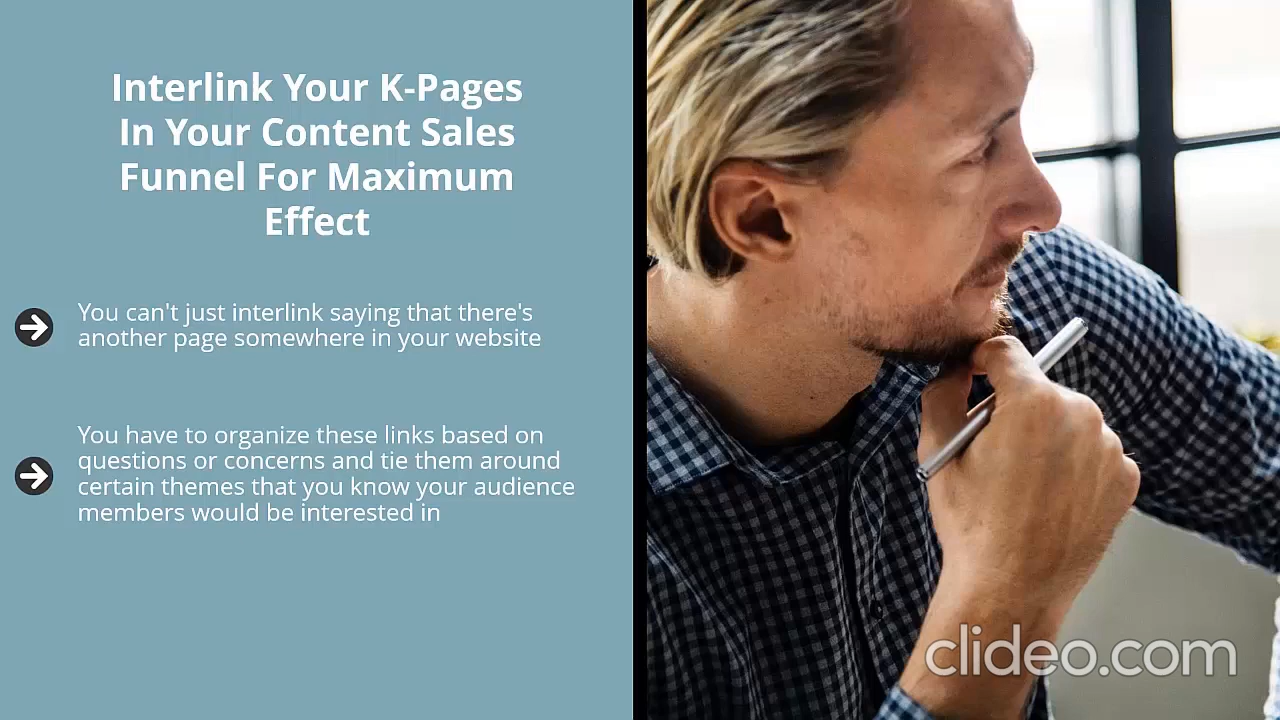 Interlink Your K-Pages
In Your Content Sales
Funnel For Maximum
Effect
You can't just interlink saying that there's
another page somewhere in your website
You have to organize these links based on
questions or concerns and tie them around
certain themes that you know your audience
members would be interested in
clideo.com